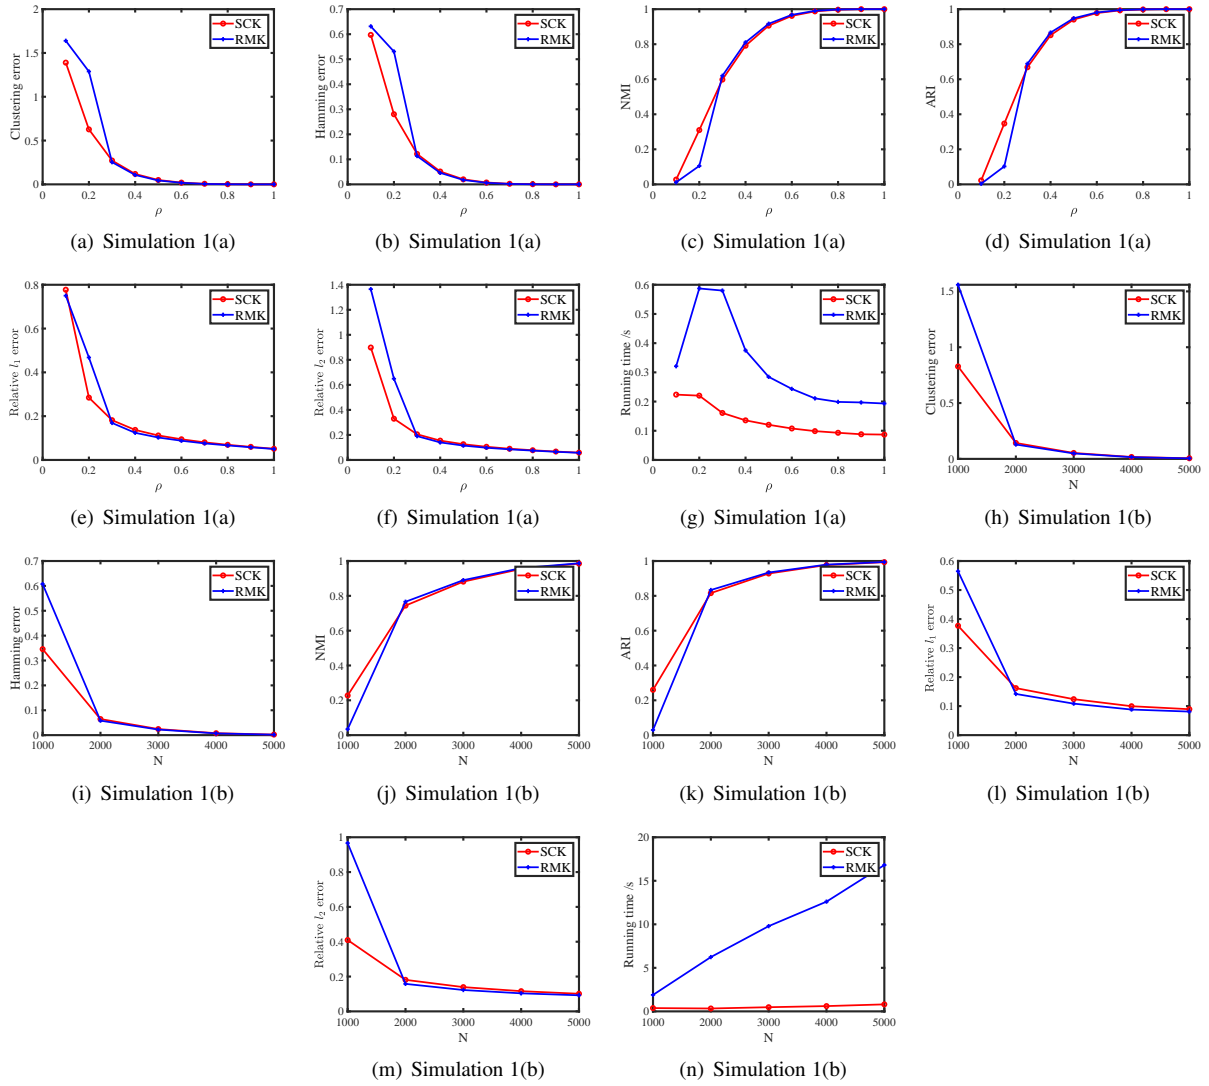 2
1.5
1
0.5
0
0 0.2 0.4 0.6 0.8 1
Clustering error
ρ
SCK
RMK
(a) Simulation 1(a)
0.7
0.6
0.5
0.4
0.3
0.2
0.1
0
0 0.2 0.4 0.6 0.8 1
Hamming error
ρ
SCK
RMK
(b) Simulation 1(a)
1
0.8
0.6
0.4
0.2
0
0 0.2 0.4 0.6 0.8 1
NMI
ρ
SCK
RMK
(c) Simulation 1(a)
1
0.8
0.6
0.4
0.2
0
0 0.2 0.4 0.6 0.8 1
ARI
ρ
SCK
RMK
(d) Simulation 1(a)
0.8
0.6
0.4
0.2
0
0 0.2 0.4 0.6 0.8 1
Relative l₁ error
ρ
SCK
RMK
(e) Simulation 1(a)
1.4
1.2
1
0.8
0.6
0.4
0.2
0
0 0.2 0.4 0.6 0.8 1
Relative l₂ error
ρ
SCK
RMK
(f) Simulation 1(a)
0.6
0.5
0.4
0.3
0.2
0.1
0
0 0.2 0.4 0.6 0.8 1
Running time /s
ρ
SCK
RMK
(g) Simulation 1(a)
1.5
1
0.5
0
1000 2000 3000 4000 5000
Clustering error
N
SCK
RMK
(h) Simulation 1(b)
0.7
0.6
0.5
0.4
0.3
0.2
0.1
0
1000 2000 3000 4000 5000
Hamming error
N
SCK
RMK
(i) Simulation 1(b)
1
0.8
0.6
0.4
0.2
0
1000 2000 3000 4000 5000
NMI
N
SCK
RMK
(j) Simulation 1(b)
1
0.8
0.6
0.4
0.2
0
1000 2000 3000 4000 5000
ARI
N
SCK
RMK
(k) Simulation 1(b)
0.6
0.5
0.4
0.3
0.2
0.1
0
1000 2000 3000 4000 5000
Relative l₁ error
N
SCK
RMK
(l) Simulation 1(b)
1
0.8
0.6
0.4
0.2
0
1000 2000 3000 4000 5000
Relative l₂ error
N
SCK
RMK
(m) Simulation 1(b)
20
15
10
5
0
1000 2000 3000 4000 5000
Running time /s
N
SCK
RMK
(n) Simulation 1(b)